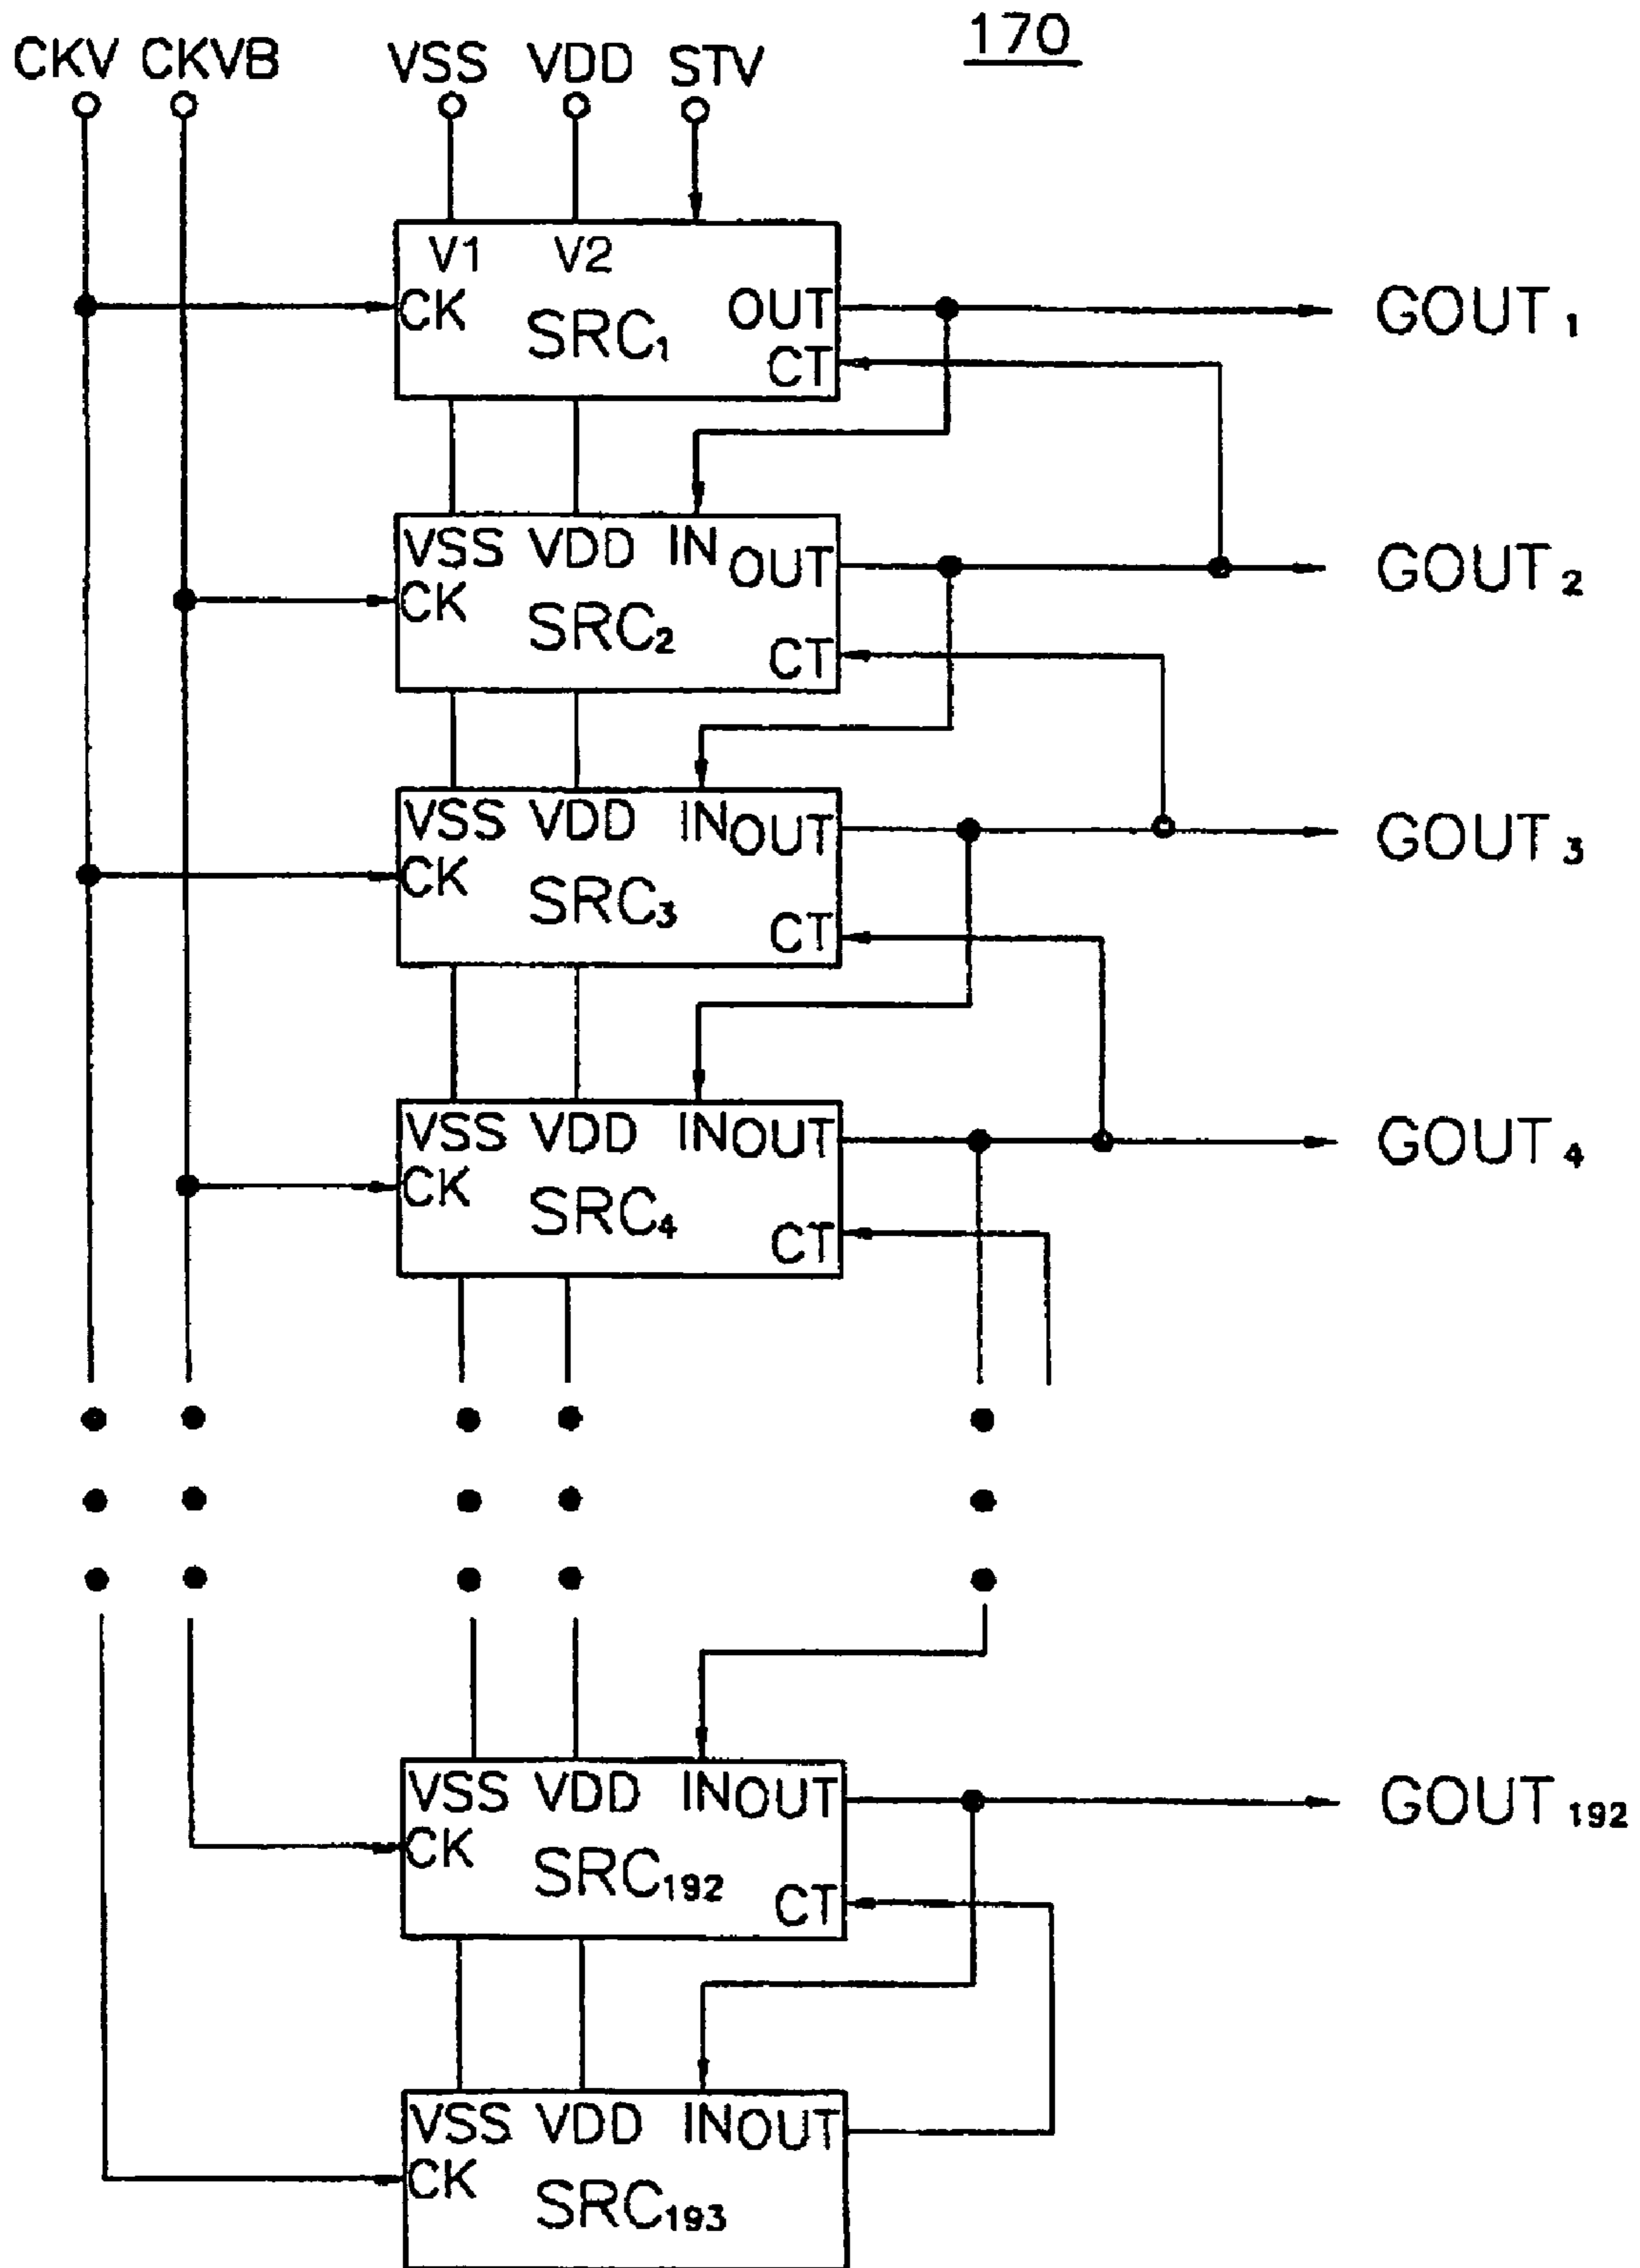 170
CKV CKVB VSS VDD STV
V1 V2
CK OUT GOUT1
SRC1
CT
VSS VDD IN OUT GOUT2
CK
SRC2
CT
VSS VDD IN OUT GOUT3
CK
SRC3
CT
VSS VDD IN OUT GOUT4
CK
SRC4
CT
VSS VDD IN OUT GOUT192
CK
SRC192
CT
VSS VDD IN OUT
CK
SRC193